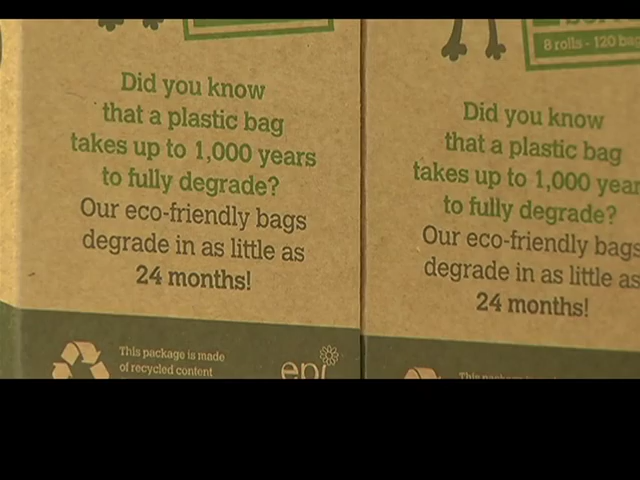 Did you know
that a plastic bag
takes up to 1,000 years
to fully degrade?
Our eco-friendly bags
degrade in as little as
24 months!
This package is made
of recycled content
epi
8 rolls - 120
Did you know
that a plastic bag
takes up to 1,000
to fully degrade?
Our eco-friendly bags
degrade in as little as
24 months!
This package